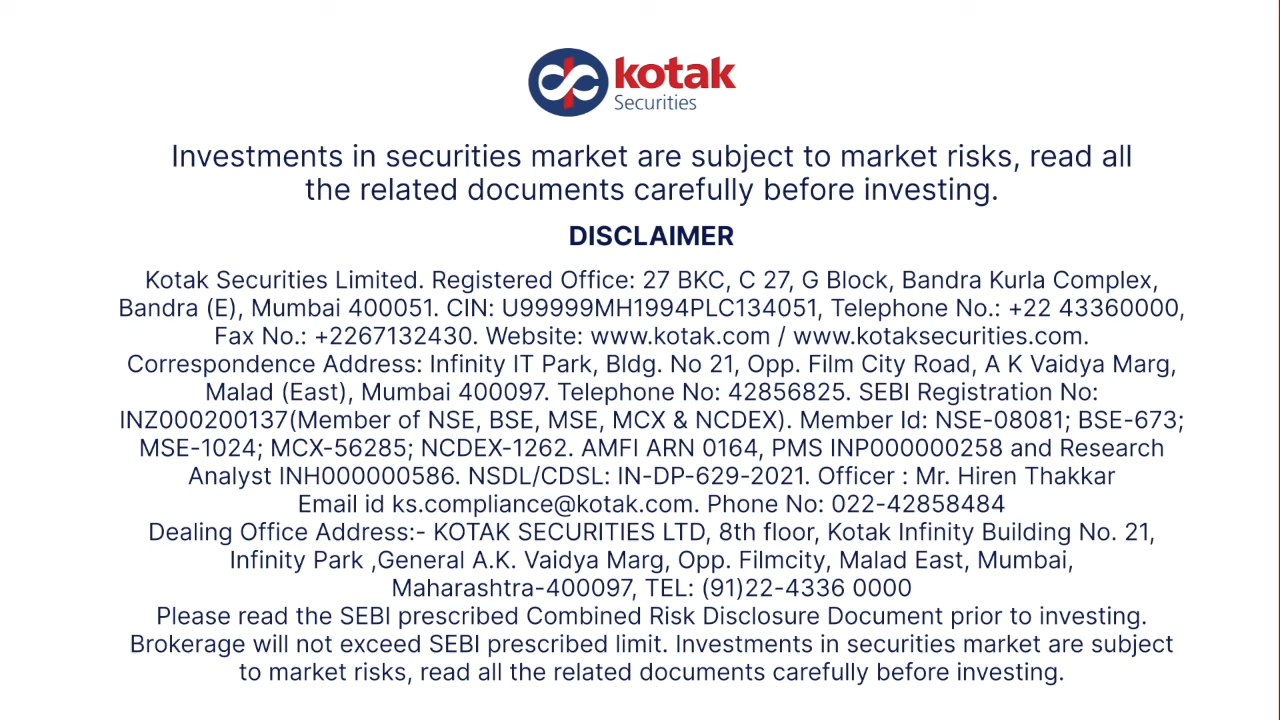 kotak
Securities
Investments in securities market are subject to market risks, read all
the related documents carefully before investing.
DISCLAIMER
Kotak Securities Limited. Registered Office: 27 BKC, C 27, G Block, Bandra Kurla Complex,
Bandra (E), Mumbai 400051. CIN: U99999MH1994PLC134051, Telephone No.: +22 43360000,
Fax No.: +2267132430. Website: www.kotak.com / www.kotaksecurities.com.
Correspondence Address: Infinity IT Park, Bldg. No 21, Opp. Film City Road, A K Vaidya Marg,
Malad (East), Mumbai 400097. Telephone No: 42856825. SEBI Registration No:
INZ000200137(Member of NSE, BSE, MSE, MCX & NCDEX). Member Id: NSE-08081; BSE-673;
MSE-1024; MCX-56285; NCDEX-1262. AMFI ARN 0164, PMS INP000000258 and Research
Analyst INH000000586. NSDL/CDSL: IN-DP-629-2021. Officer : Mr. Hiren Thakkar
Email id ks.compliance@kotak.com. Phone No: 022-42858484
Dealing Office Address:- KOTAK SECURITIES LTD, 8th floor, Kotak Infinity Building No. 21,
Infinity Park ,General A.K. Vaidya Marg, Opp. Filmcity, Malad East, Mumbai,
Maharashtra-400097, TEL: (91)22-4336 0000
Please read the SEBI prescribed Combined Risk Disclosure Document prior to investing.
Brokerage will not exceed SEBI prescribed limit. Investments in securities market are subject
to market risks, read all the related documents carefully before investing.